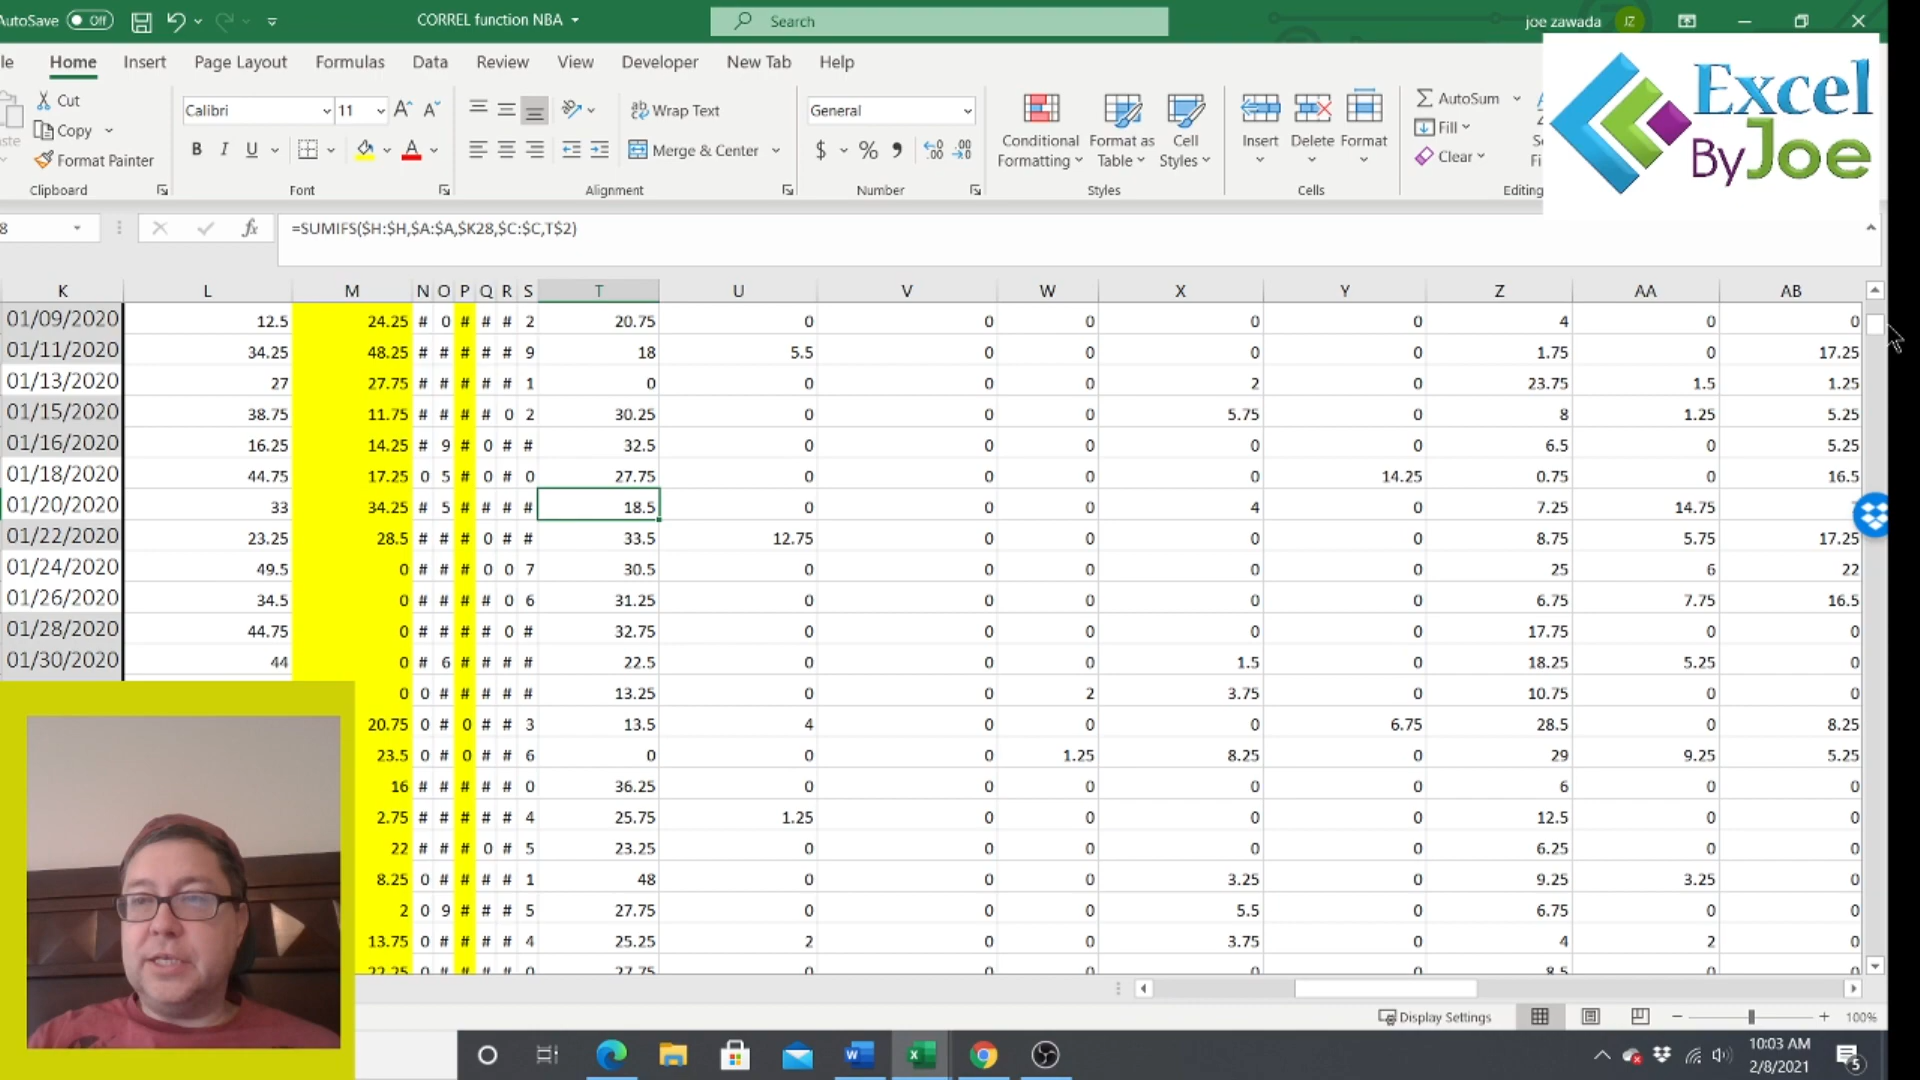 AutoSave Off CORREL function NBA Search joe zawada JZ
Home Insert Page Layout Formulas Data Review View Developer New Tab Help
Excel
ByJoe
Cut
Copy
Format Painter
Clipboard
Calibri 11
B I U
Font
Wrap Text
Merge & Center
Alignment
General
$ % 9
Number
Conditional Formatting
Format as Table
Cell Styles
Styles
Insert Delete Format
Cells
AutoSum
Fill
Clear
Editing
8 fx =SUMIFS($H:$H,$A:$A,$K28,$C:$C,T$2)
K L M N O P Q R S T U V W X Y Z AA AB
01/09/2020 12.5 24.25 # 0 # # # 2 20.75 0 0 0 0 0 4 0 0
01/11/2020 34.25 48.25 # # # # # 9 18 5.5 0 0 0 0 1.75 0 17.25
01/13/2020 27 27.75 # # # # # 1 0 0 0 0 2 0 23.75 1.5 1.25
01/15/2020 38.75 11.75 # # # # 0 2 30.25 0 0 0 5.75 0 8 1.25 5.25
01/16/2020 16.25 14.25 # 9 # 0 # # 32.5 0 0 0 0 0 6.5 0 5.25
01/18/2020 44.75 17.25 0 5 # 0 # 0 27.75 0 0 0 0 14.25 0.75 0 16.5
01/20/2020 33 34.25 # 5 # # # # 18.5 0 0 0 4 0 7.25 14.75
01/22/2020 23.25 28.5 # # # 0 # # 33.5 12.75 0 0 0 0 8.75 5.75 17.25
01/24/2020 49.5 0 # # # 0 0 7 30.5 0 0 0 0 0 25 6 22
01/26/2020 34.5 0 # # # # 0 6 31.25 0 0 0 0 0 6.75 7.75 16.5
01/28/2020 44.75 0 # # # # 0 # 32.75 0 0 0 0 0 17.75 0 0
01/30/2020 44 0 # 6 # # # # 22.5 0 0 0 1.5 0 18.25 5.25 0
0 0 # # # # # 13.25 0 0 2 3.75 0 10.75 0 0
20.75 0 # 0 # # 3 13.5 4 0 0 0 6.75 28.5 0 8.25
23.5 0 # 0 # # 6 0 0 0 1.25 8.25 0 29 9.25 5.25
16 # # # # # 0 36.25 0 0 0 0 0 6 0 0
2.75 # # # # # 4 25.75 1.25 0 0 0 0 12.5 0 0
22 # # # 0 # 5 23.25 0 0 0 0 0 6.25 0 0
8.25 0 # # # # 1 48 0 0 0 3.25 0 9.25 3.25 0
2 0 9 # # # 5 27.75 0 0 0 5.5 0 6.75 0 0
13.75 0 # # # # 4 25.25 2 0 0 3.75 0 4 2 0
22.25 0 # # # # 0 27.75 0 0 0 0 0 8.5 0 0
Display Settings 100%
10:03 AM
2/8/2021
5